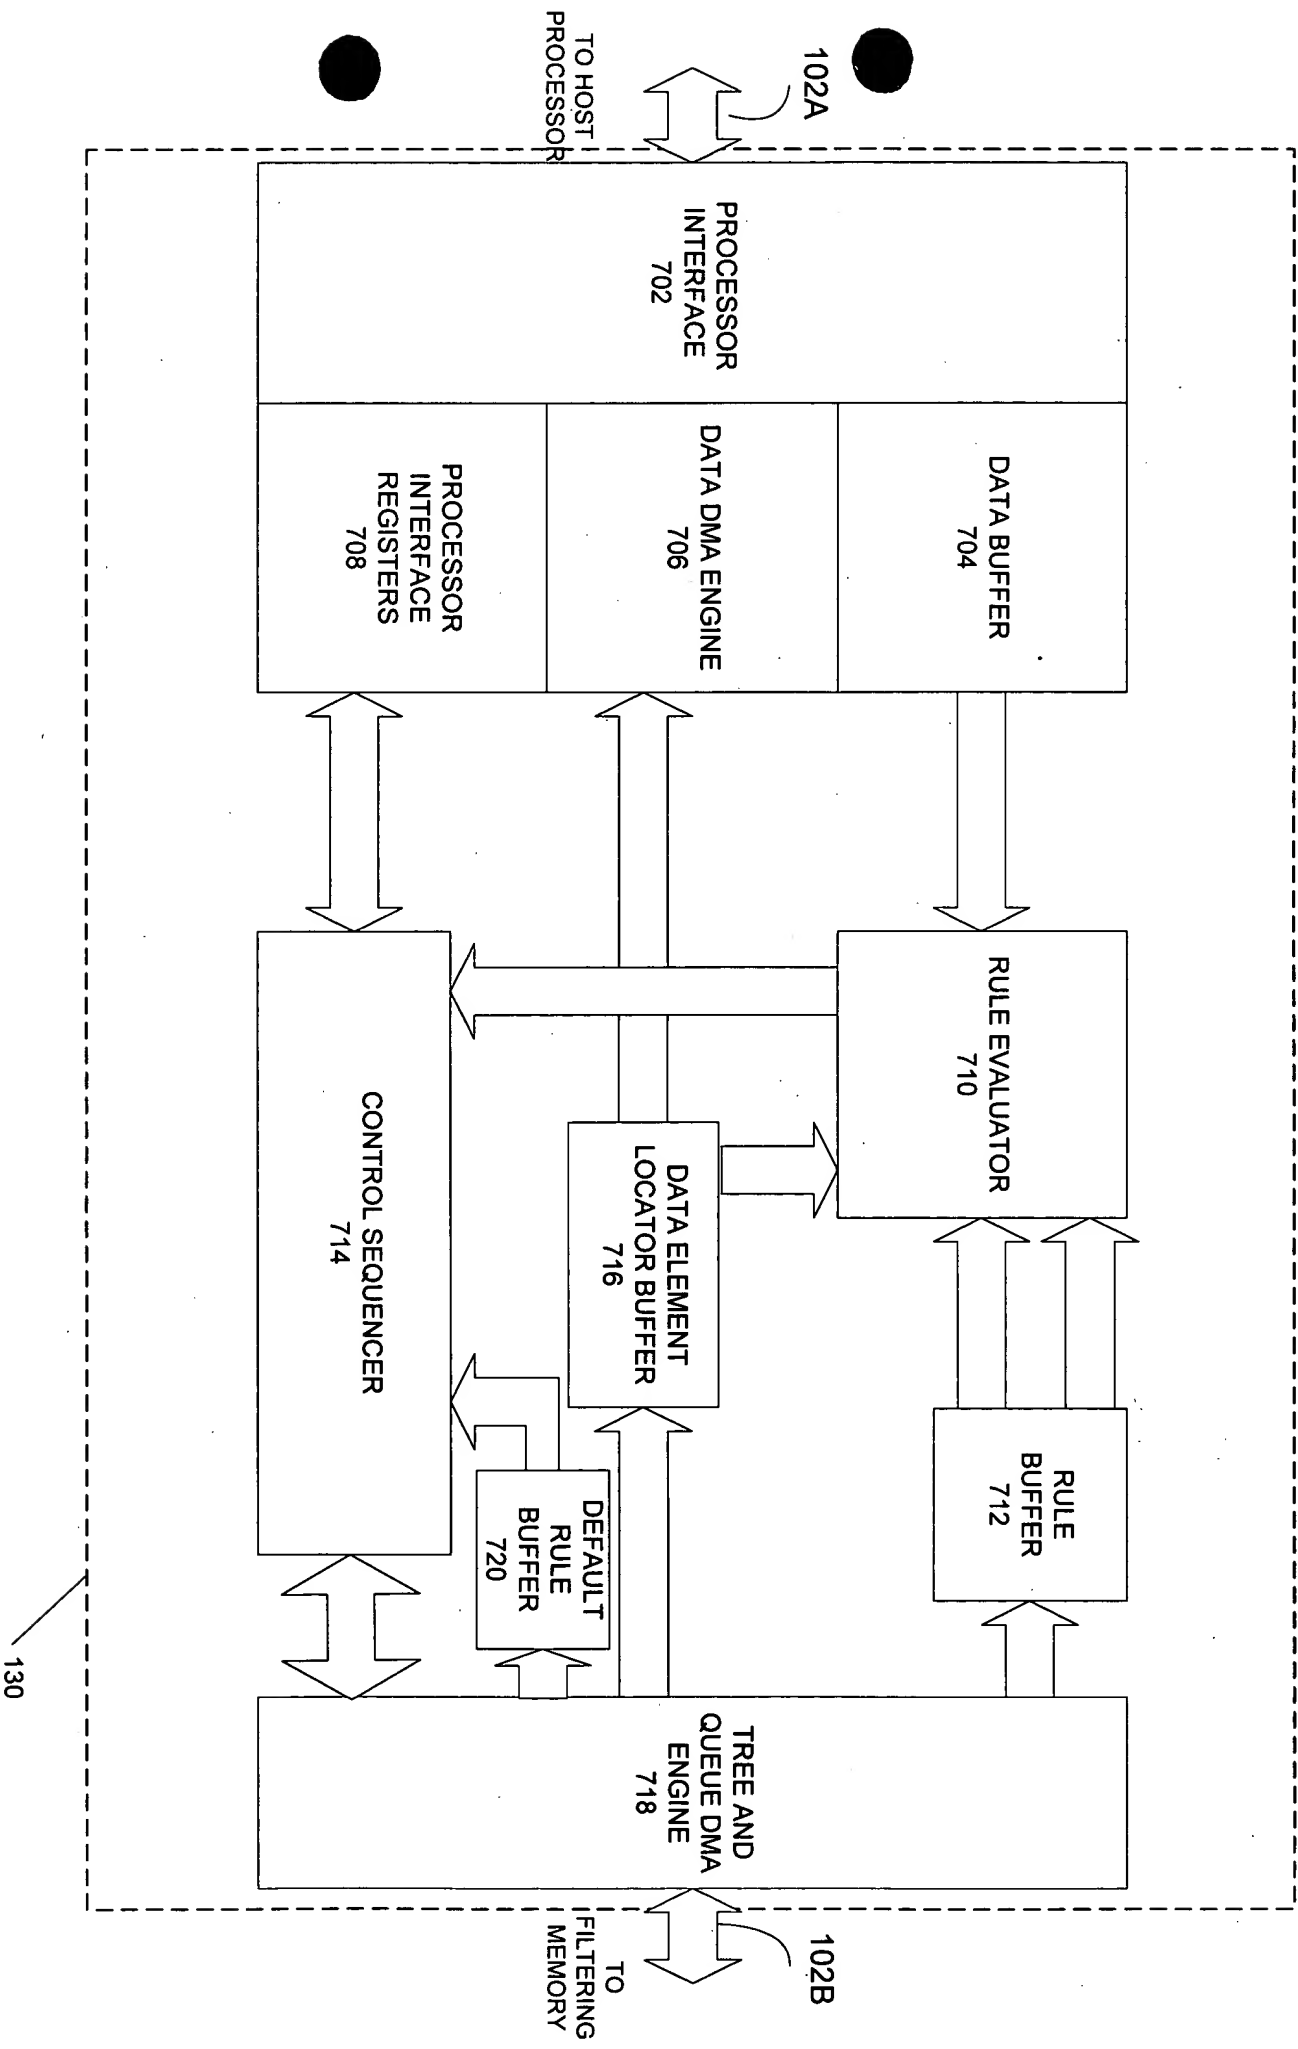 102A
TO HOST
PROCESSOR
PROCESSOR
INTERFACE
702
DATA BUFFER
704
DATA DMA ENGINE
706
PROCESSOR
INTERFACE
REGISTERS
708
RULE EVALUATOR
710
RULE
BUFFER
712
DATA ELEMENT
LOCATOR BUFFER
716
CONTROL SEQUENCER
714
DEFAULT
RULE
BUFFER
720
TREE AND
QUEUE DMA
ENGINE
718
102B
TO
FILTERING
MEMORY
130